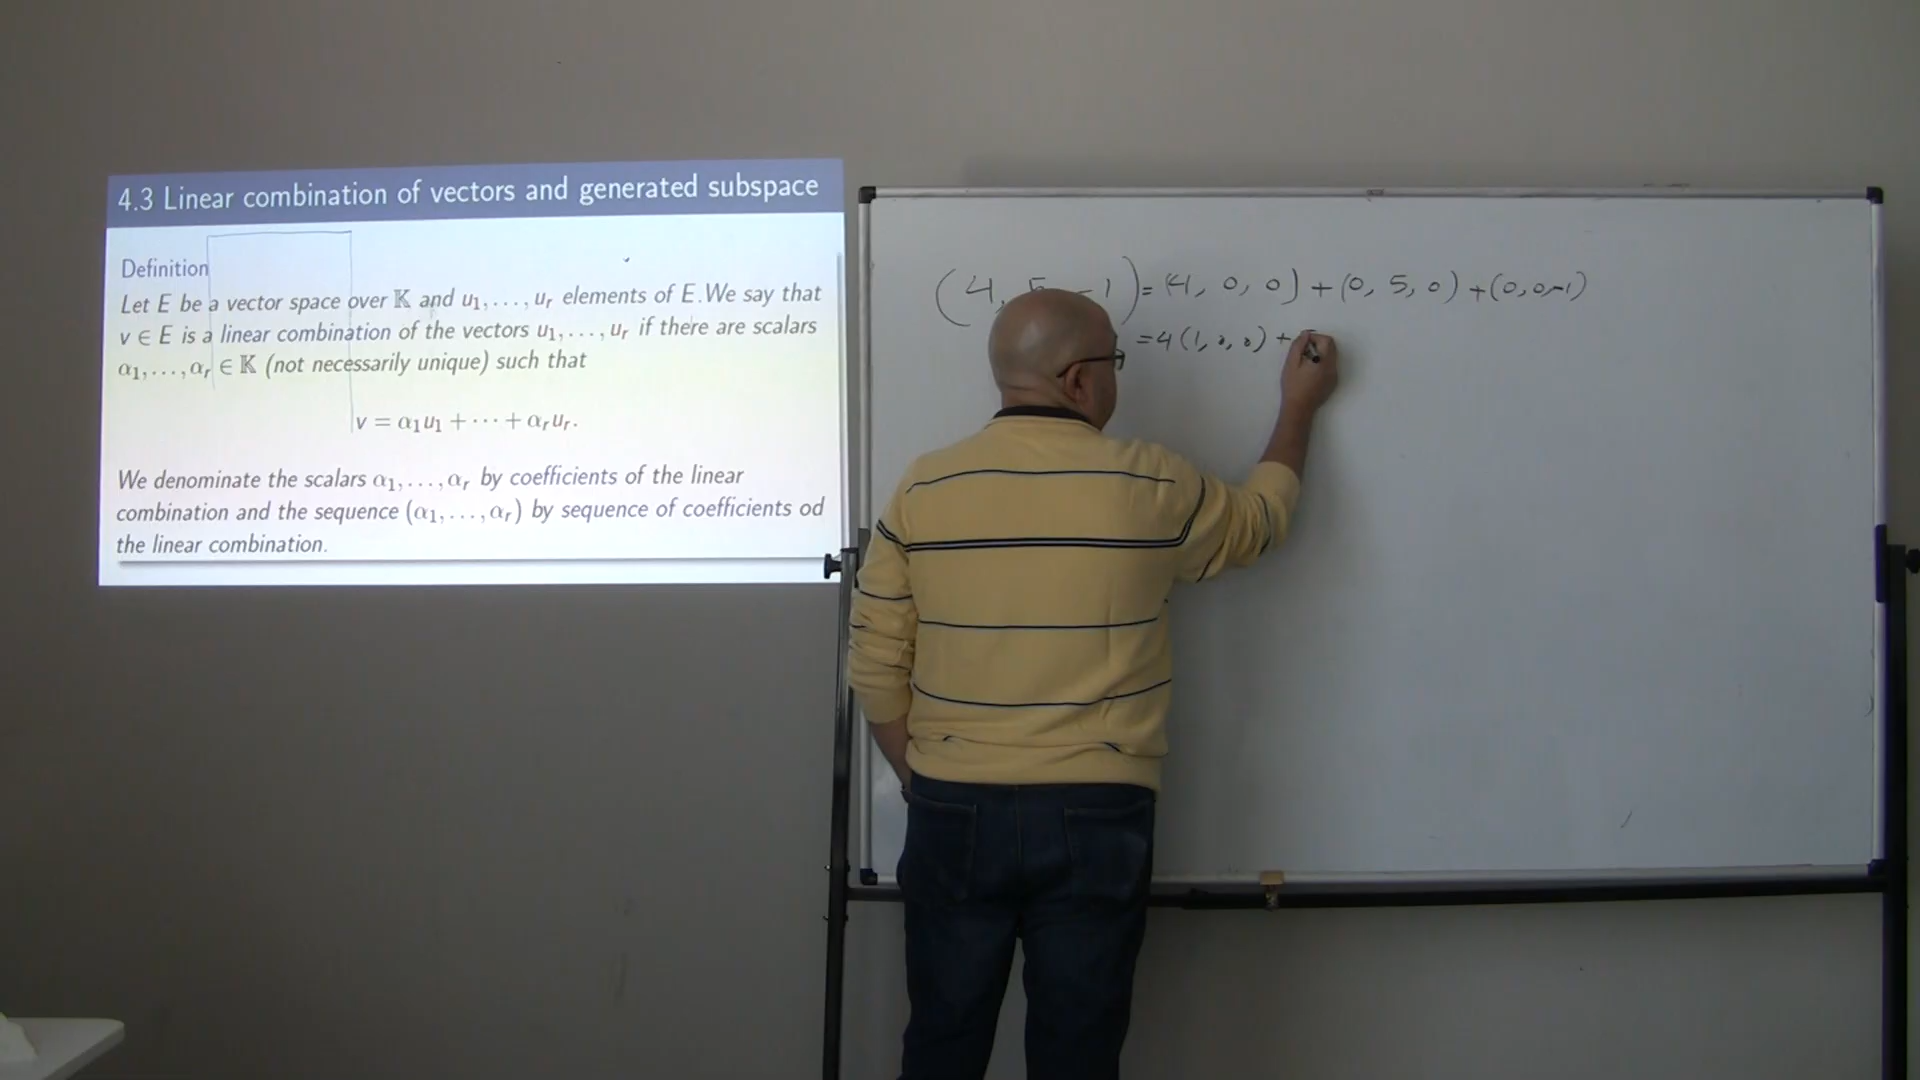 4.3 Linear combination of vectors and generated subspace
Definition
Let E be a vector space over 𝕂 and u₁, . . . , uᵣ elements of E.We say that
v ∈ E is a linear combination of the vectors u₁, . . . , uᵣ if there are scalars
α₁, . . . , αᵣ ∈ 𝕂 (not necessarily unique) such that
v = α₁u₁ + · · · + αᵣuᵣ.
We denominate the scalars α₁, . . . , αᵣ by coefficients of the linear
combination and the sequence (α₁, . . . , αᵣ) by sequence of coefficients od
the linear combination.
(4, 5 -1) = (4, 0, 0) + (0, 5, 0) + (0, 0, -1)
= 4 (1, 0, 0) +